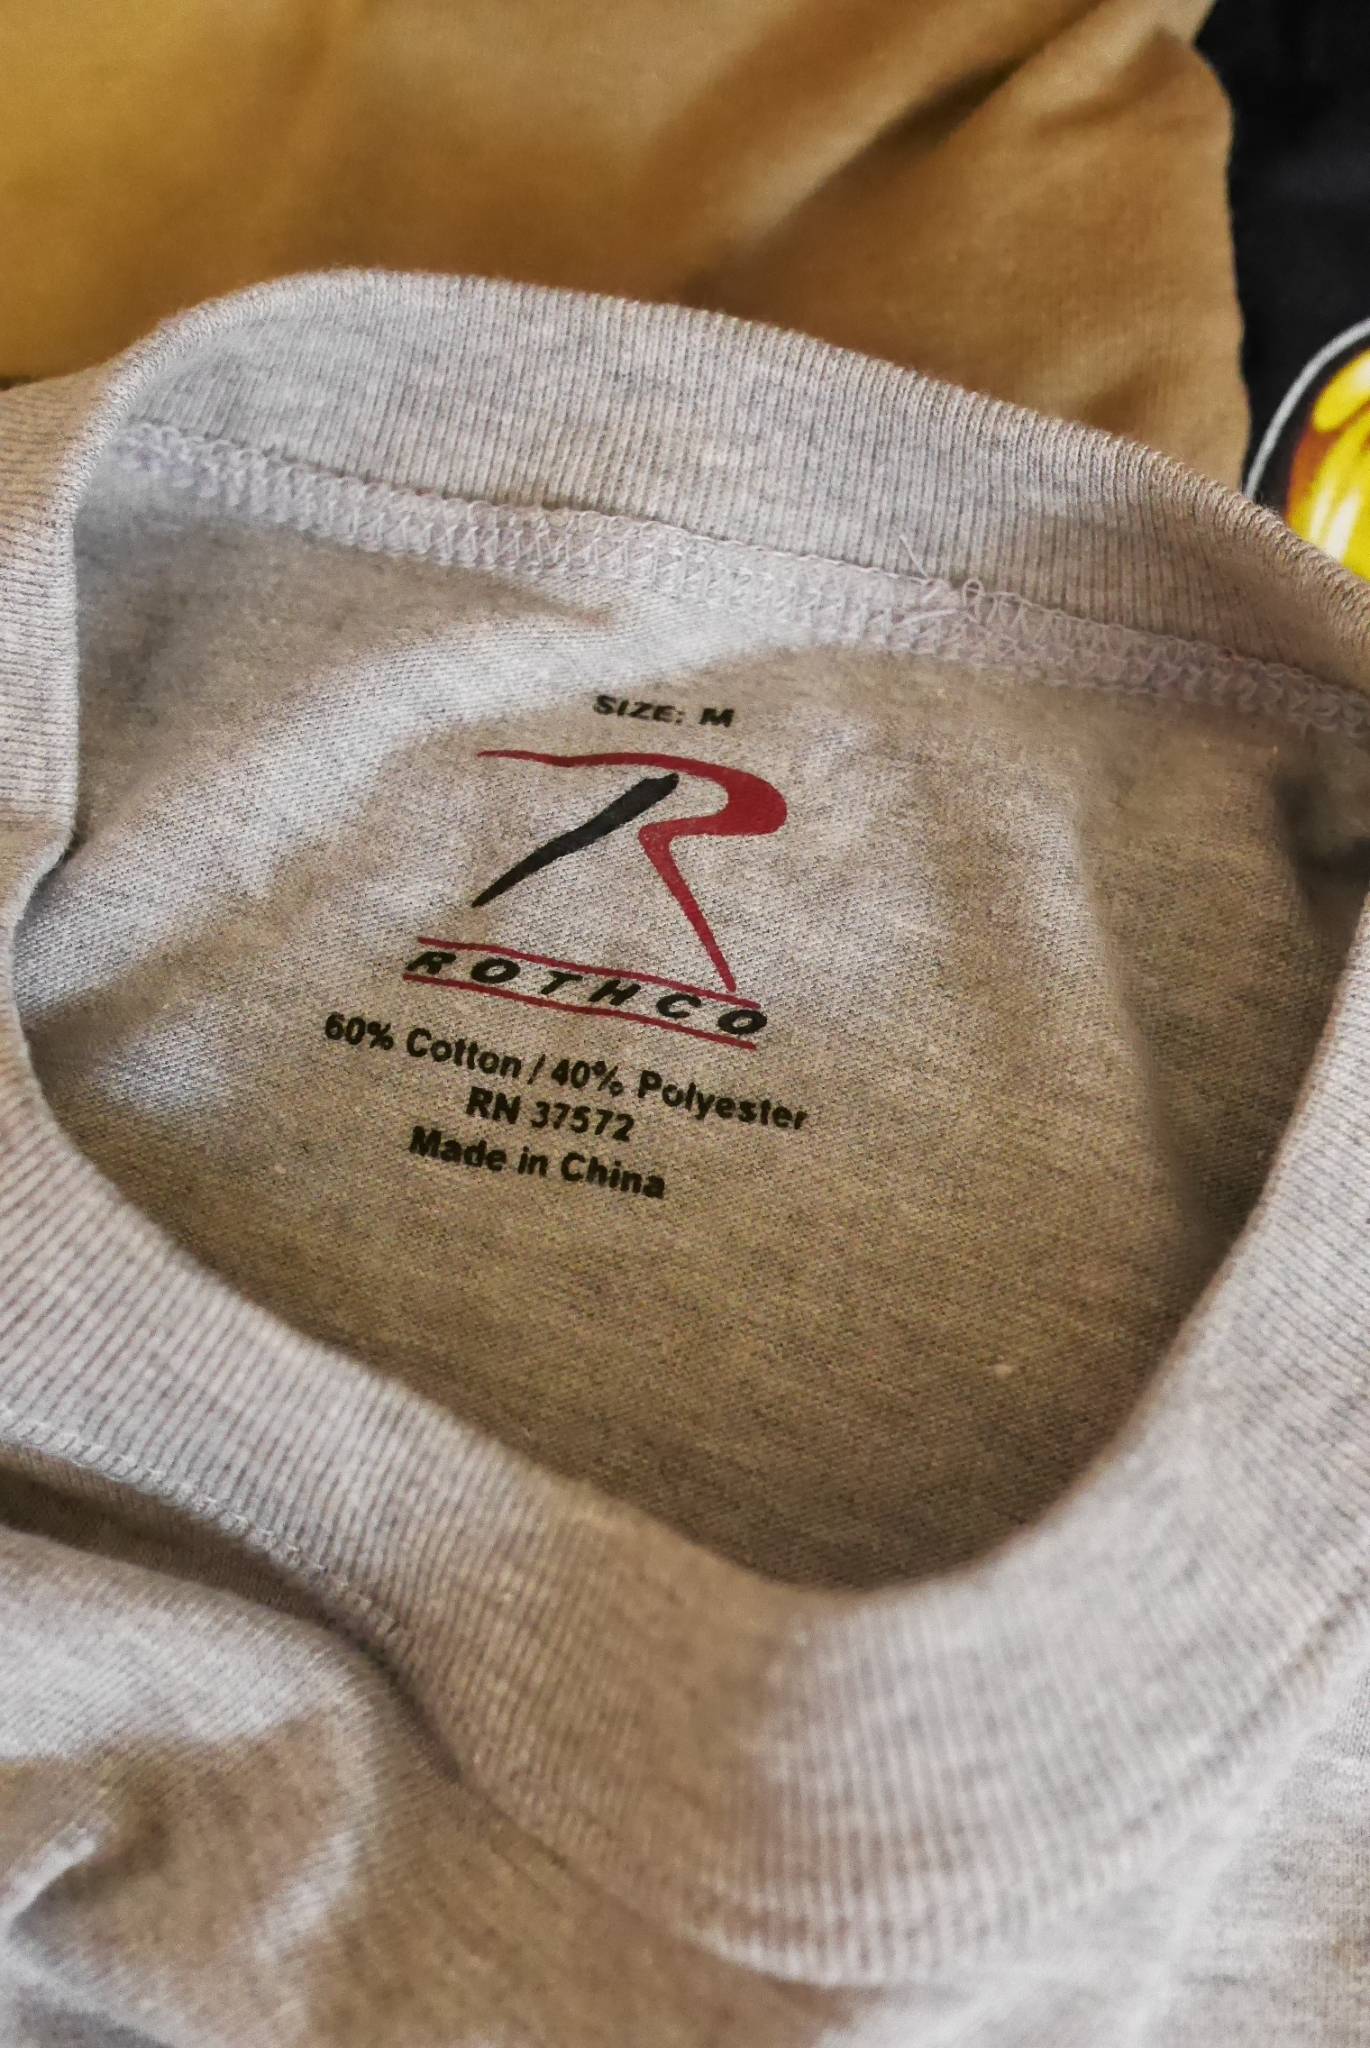 SIZE: M
R
ROTHCO
60% Cotton / 40% Polyester
RN 37572
Made in China